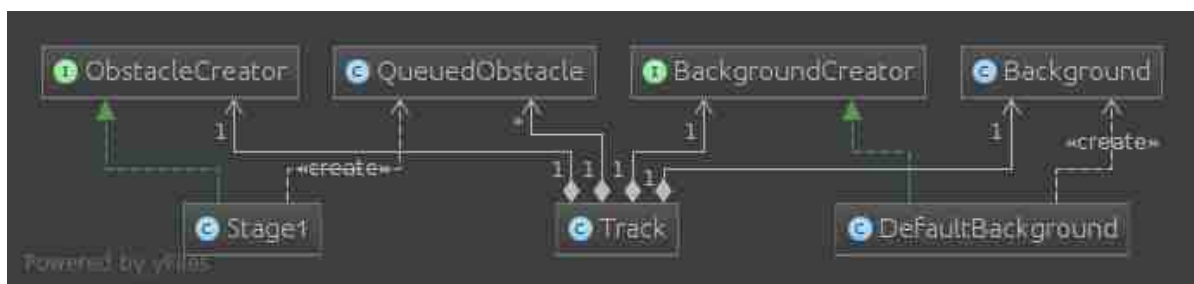 I ObstacleCreator
C QueuedObstacle
I BackgroundCreator
C Background
1
*
1
1
«create»
«create»
1
1
1
1
C Stage1
C Track
C DefaultBackground
Powered by yFiles